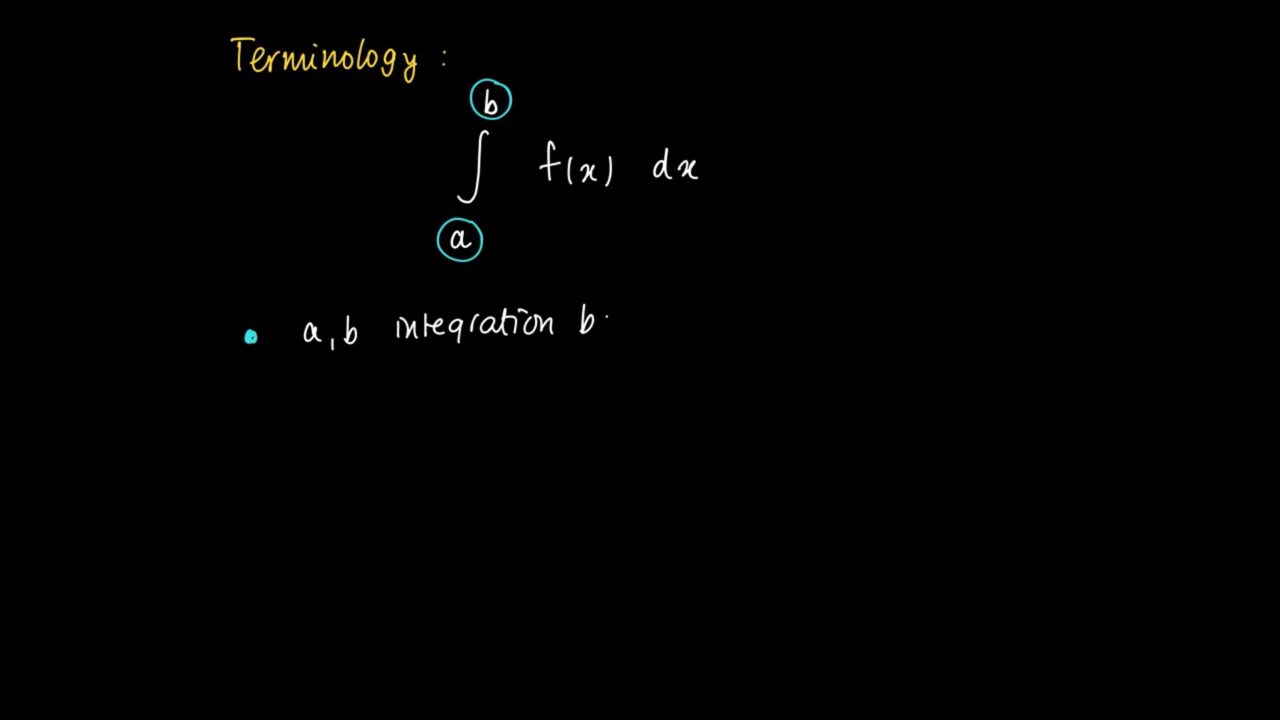 Terminology :
b
∫ f(x) dx
a
• a, b integration b